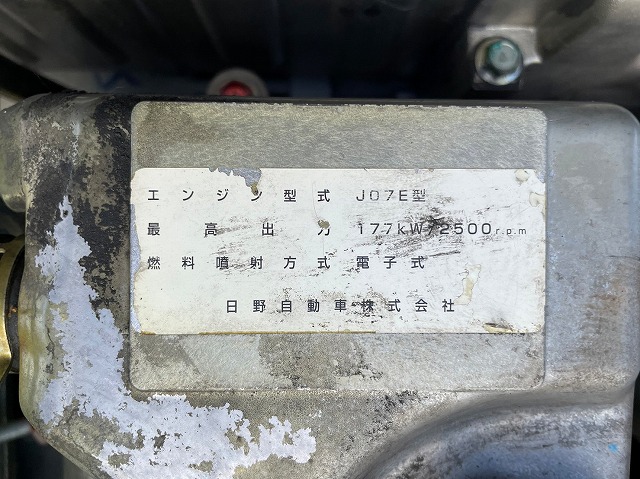 エンジン型式 J07E型
最高出力 177kW/2500r.p.m
燃料噴射方式 電子式
日野自動車株式会社